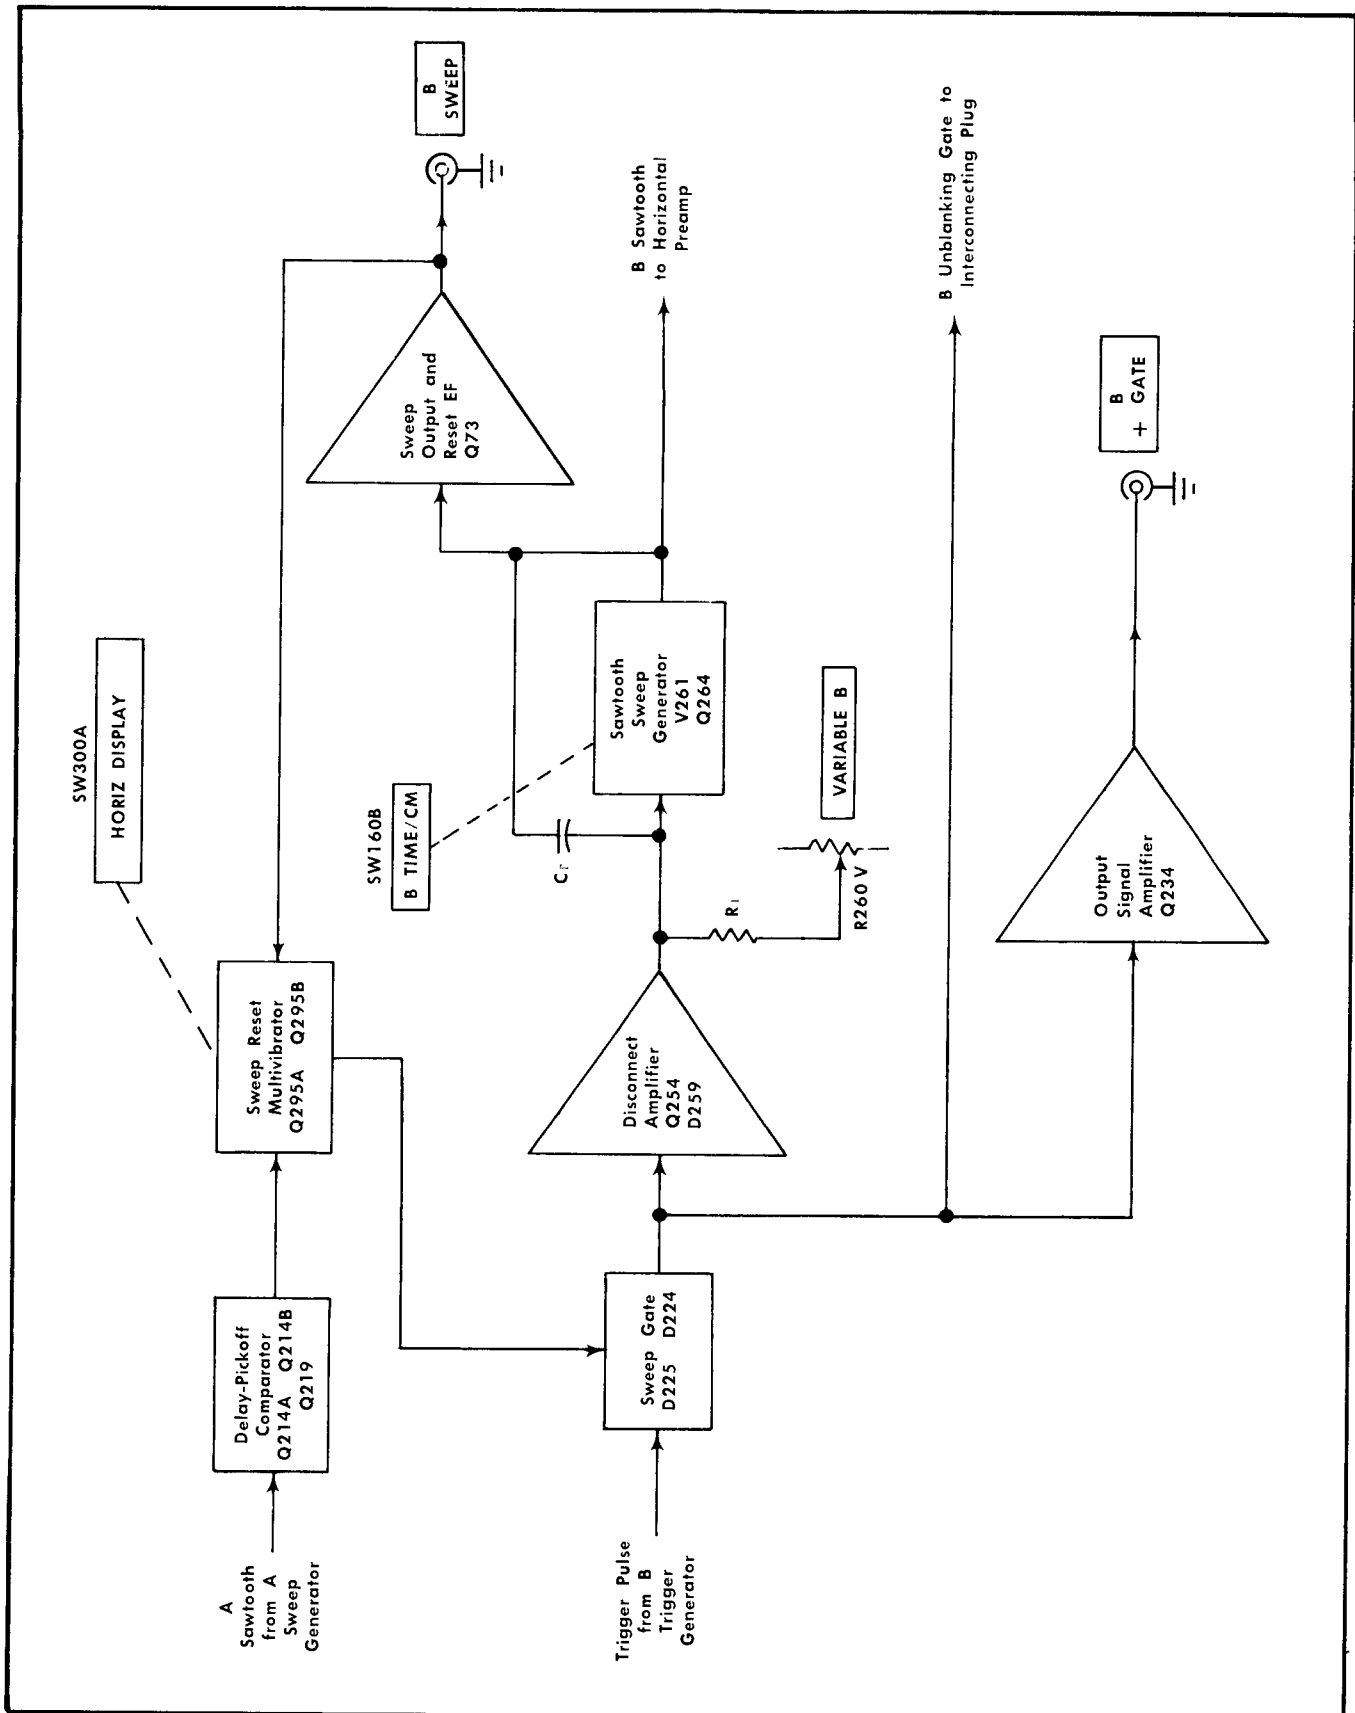 A
Sawtooth
from A
Sweep
Generator
Delay-Pickoff
Comparator
Q214A Q214B
Q219
Sweep Reset
Multivibrator
Q295A Q295B
SW300A
HORIZ DISPLAY
Trigger Pulse
from B
Trigger
Generator
Sweep Gate
D225 D224
Disconnect
Amplifier
Q254
D259
R₁
R260V
VARIABLE B
SW160B
B TIME/CM
Sawtooth
Sweep
Generator
V261
Q264
Sweep
Output and
Reset EF
Q73
B
SWEEP
B Sawtooth
to Horizontal
Preamp
B Unblanking Gate to
Interconnecting Plug
Output
Signal
Amplifier
Q234
B
+ GATE